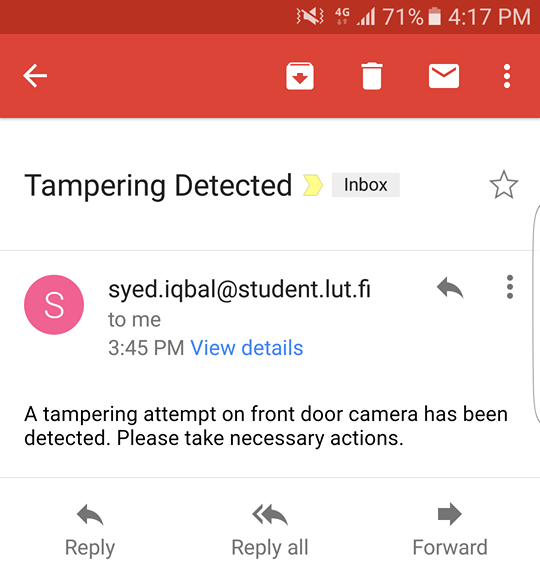 4G 71% 4:17 PM
Tampering Detected Inbox
S syed.iqbal@student.lut.fi
to me
3:45 PM View details
A tampering attempt on front door camera has been
detected. Please take necessary actions.
Reply Reply all Forward